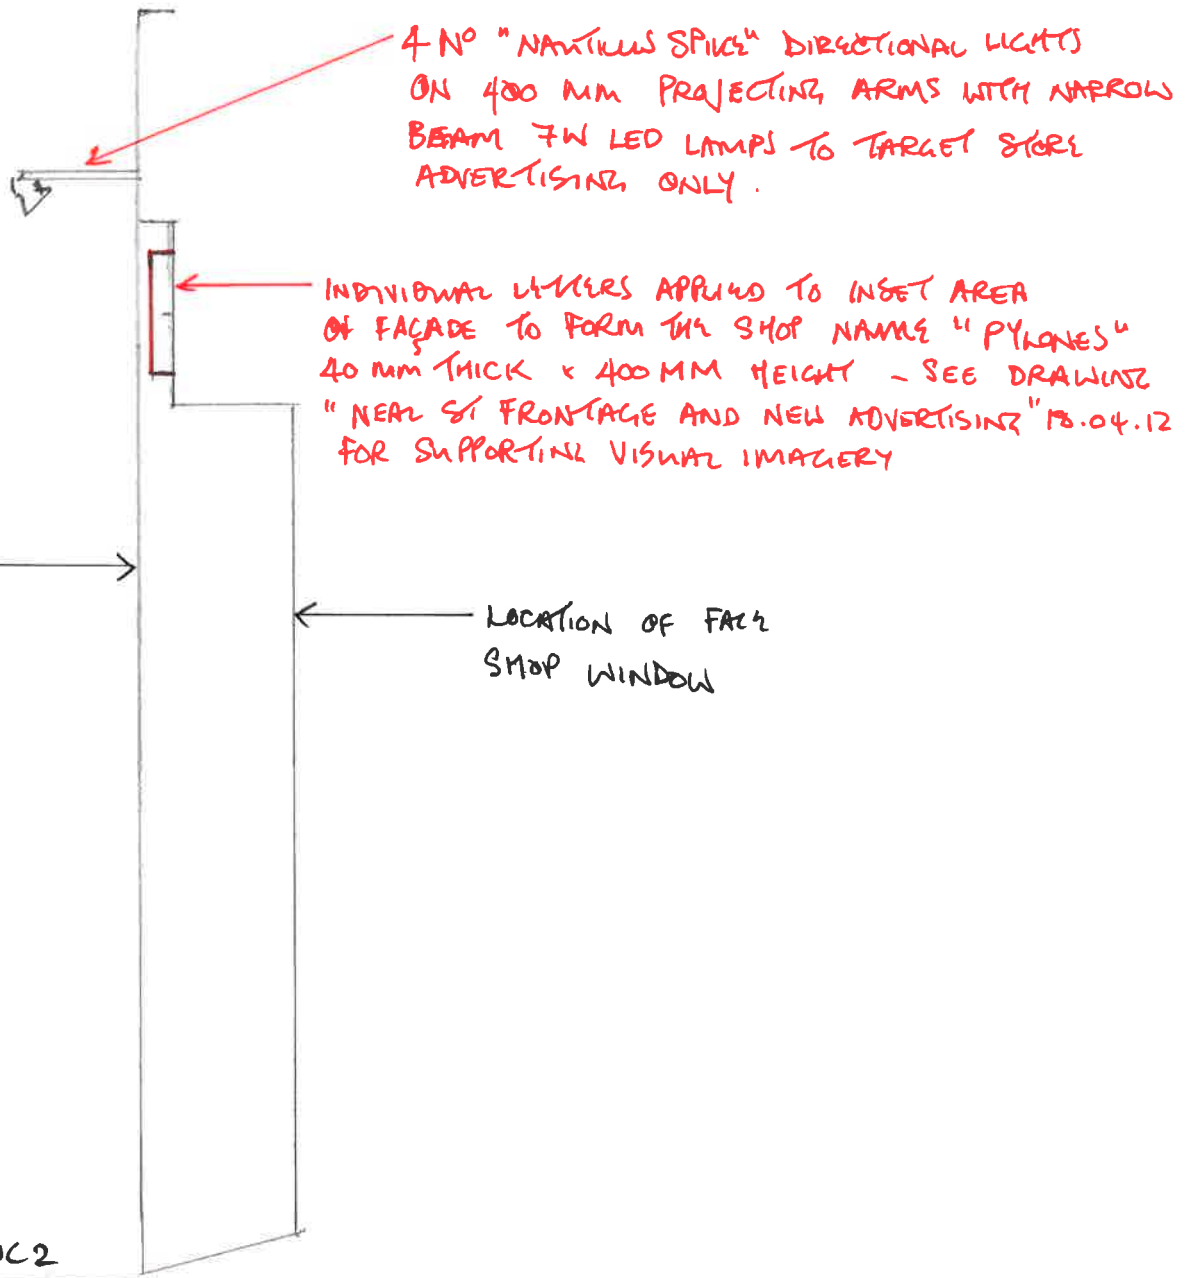 4 Nº "NAUTILUS SPIKE" DIRECTIONAL LIGHTS
ON 400 MM PROJECTING ARMS WITH NARROW
BEAM 7W LED LAMPS TO TARGET STORE
ADVERTISING ONLY.
INDIVIDUAL LETTERS APPLIED TO INSET AREA
OF FAÇADE TO FORM THE SHOP NAME "PYLONES"
40 MM THICK x 400 MM HEIGHT - SEE DRAWING
"NEAL ST FRONTAGE AND NEW ADVERTISING" 18.04.12
FOR SUPPORTING VISUAL IMAGERY
LOCATION OF FACE
SHOP WINDOW